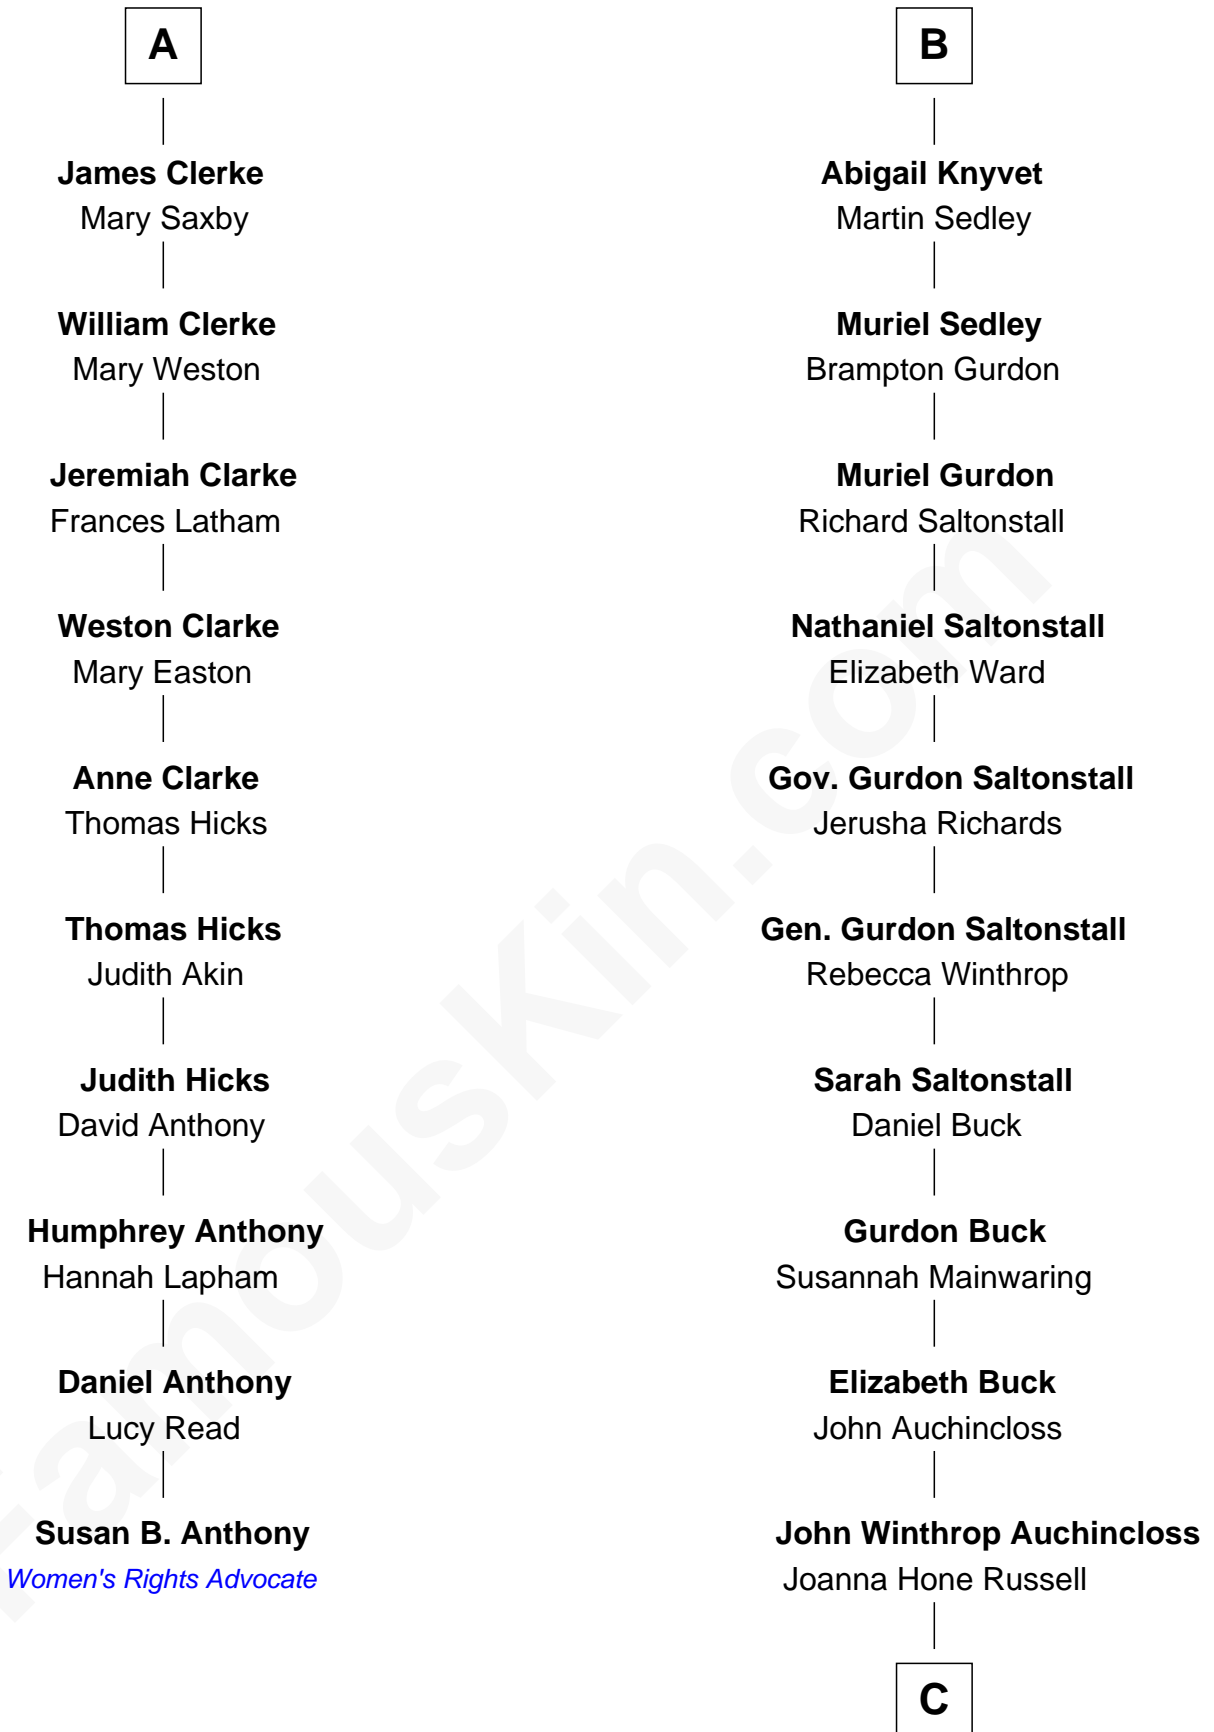 A
James Clerke
Mary Saxby
William Clerke
Mary Weston
Jeremiah Clarke
Frances Latham
Weston Clarke
Mary Easton
Anne Clarke
Thomas Hicks
Thomas Hicks
Judith Akin
Judith Hicks
David Anthony
Humphrey Anthony
Hannah Lapham
Daniel Anthony
Lucy Read
Susan B. Anthony
Women's Rights Advocate
B
Abigail Knyvet
Martin Sedley
Muriel Sedley
Brampton Gurdon
Muriel Gurdon
Richard Saltonstall
Nathaniel Saltonstall
Elizabeth Ward
Gov. Gurdon Saltonstall
Jerusha Richards
Gen. Gurdon Saltonstall
Rebecca Winthrop
Sarah Saltonstall
Daniel Buck
Gurdon Buck
Susannah Mainwaring
Elizabeth Buck
John Auchincloss
John Winthrop Auchincloss
Joanna Hone Russell
C
FamousKin.com